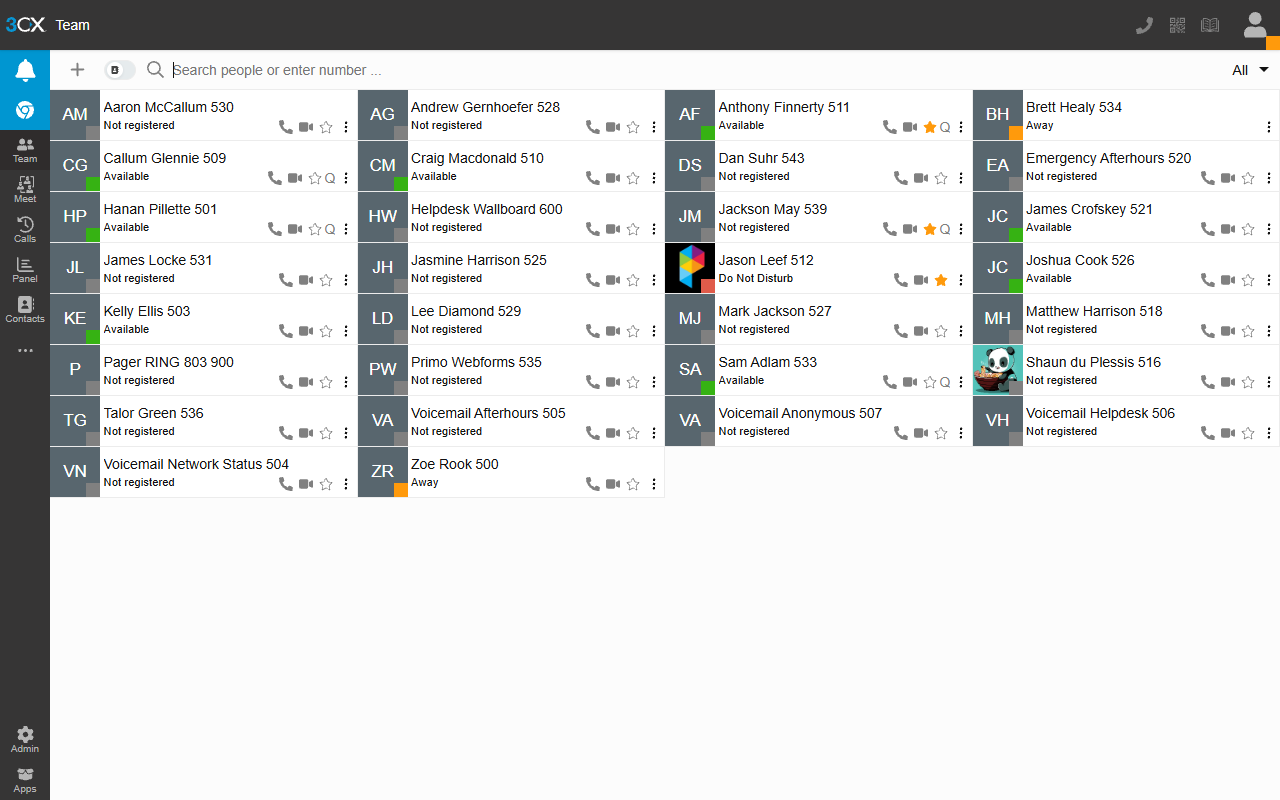 3CX Team
Search people or enter number ...
All
Team
Meet
Calls
Panel
Contacts
Admin
Apps
AM Aaron McCallum 530
Not registered
AG Andrew Gernhoefer 528
Not registered
AF Anthony Finnerty 511
Available Q
BH Brett Healy 534
Away
CG Callum Glennie 509
Available Q
CM Craig Macdonald 510
Available
DS Dan Suhr 543
Not registered
EA Emergency Afterhours 520
Not registered
HP Hanan Pillette 501
Available Q
HW Helpdesk Wallboard 600
Not registered
JM Jackson May 539
Not registered Q
JC James Crofskey 521
Available
JL James Locke 531
Not registered
JH Jasmine Harrison 525
Not registered
Jason Leef 512
Do Not Disturb
JC Joshua Cook 526
Available
KE Kelly Ellis 503
Available
LD Lee Diamond 529
Not registered
MJ Mark Jackson 527
Not registered
MH Matthew Harrison 518
Not registered
P Pager RING 803 900
Not registered
PW Primo Webforms 535
Not registered
SA Sam Adlam 533
Available Q
Shaun du Plessis 516
Not registered
TG Talor Green 536
Not registered
VA Voicemail Afterhours 505
Not registered
VA Voicemail Anonymous 507
Not registered
VH Voicemail Helpdesk 506
Not registered
VN Voicemail Network Status 504
Not registered
ZR Zoe Rook 500
Away